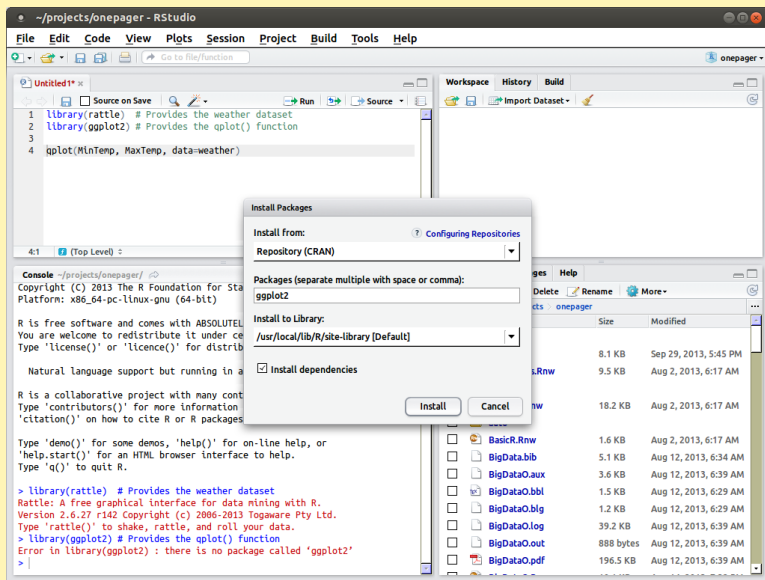 ~/projects/onepager - RStudio
File Edit Code View Plots Session Project Build Tools Help
Go to file/function
onepager
Untitled1*
Source on Save Run Source
1 library(rattle) # Provides the weather dataset
2 library(ggplot2) # Provides the qplot() function
3
4 qplot(MinTemp, MaxTemp, data=weather)
4:1 (Top Level)
Workspace History Build
Import Dataset
Install Packages
Install from: ? Configuring Repositories
Repository (CRAN)
Packages (separate multiple with space or comma):
ggplot2
Install to Library:
/usr/local/lib/R/site-library [Default]
Install dependencies
Install Cancel
Console ~/projects/onepager/
Copyright (C) 2013 The R Foundation for Sta
Platform: x86_64-pc-linux-gnu (64-bit)
R is free software and comes with ABSOLUTEL
You are welcome to redistribute it under ce
Type 'license()' or 'licence()' for distrib
Natural language support but running in a
R is a collaborative project with many cont
Type 'contributors()' for more information
'citation()' on how to cite R or R packages
Type 'demo()' for some demos, 'help()' for on-line help, or
'help.start()' for an HTML browser interface to help.
Type 'q()' to quit R.
> library(rattle) # Provides the weather dataset
Rattle: A free graphical interface for data mining with R.
Version 2.6.27 r142 Copyright (c) 2006-2013 Togaware Pty Ltd.
Type 'rattle()' to shake, rattle, and roll your data.
> library(ggplot2) # Provides the qplot() function
Error in library(ggplot2) : there is no package called ‘ggplot2’
>
ges Help
Delete Rename More
cts onepager ...
Size Modified
8.1 KB Sep 29, 2013, 5:45 PM
s.Rnw 9.5 KB Aug 2, 2013, 6:17 AM
nw 18.2 KB Aug 2, 2013, 6:17 AM
BasicR.Rnw 1.6 KB Aug 2, 2013, 6:17 AM
BigData.bib 5.1 KB Aug 12, 2013, 6:34 AM
BigDataO.aux 3.6 KB Aug 12, 2013, 6:39 AM
BigDataO.bbl 1.5 KB Aug 12, 2013, 6:29 AM
BigDataO.blg 1.2 KB Aug 12, 2013, 6:29 AM
BigDataO.log 39.2 KB Aug 12, 2013, 6:39 AM
BigDataO.out 888 bytes Aug 12, 2013, 6:39 AM
BigDataO.pdf 196.5 KB Aug 12, 2013, 6:39 AM